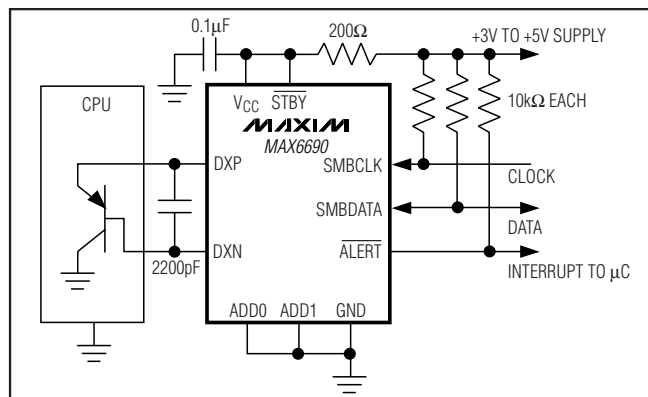 0.1µF
200Ω
+3V TO +5V SUPPLY
CPU
VCC
STBY
10kΩ EACH
MAXIM
MAX6690
DXP
SMBCLK
CLOCK
SMBDATA
DATA
DXN
ALERT
2200pF
INTERRUPT TO µC
ADD0
ADD1
GND